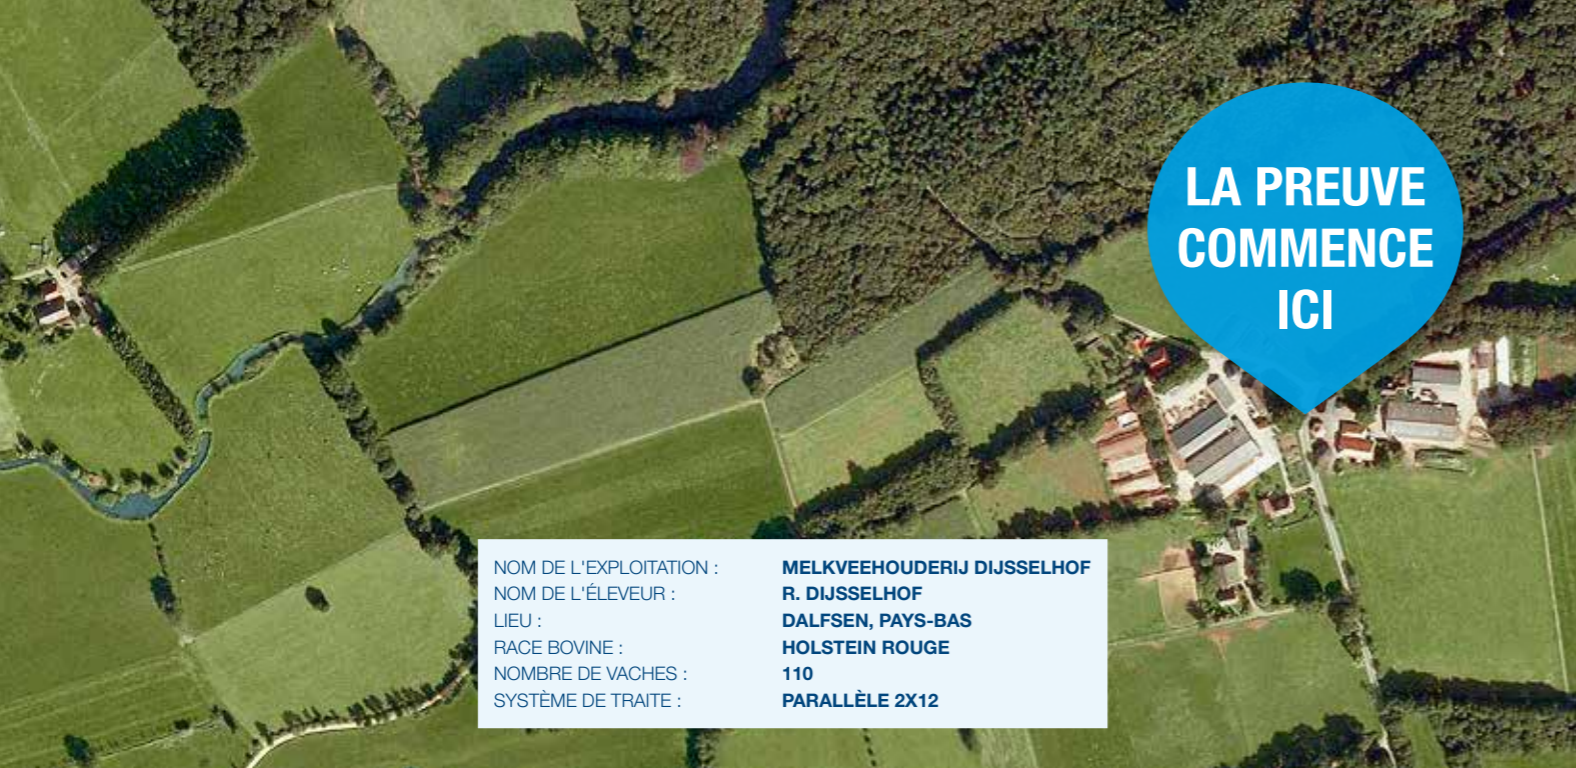 LA PREUVE
COMMENCE
ICI
NOM DE L'EXPLOITATION : MELKVEEHOUDERIJ DIJSSELHOF
NOM DE L'ÉLEVEUR : R. DIJSSELHOF
LIEU : DALFSEN, PAYS-BAS
RACE BOVINE : HOLSTEIN ROUGE
NOMBRE DE VACHES : 110
SYSTÈME DE TRAITE : PARALLÈLE 2X12